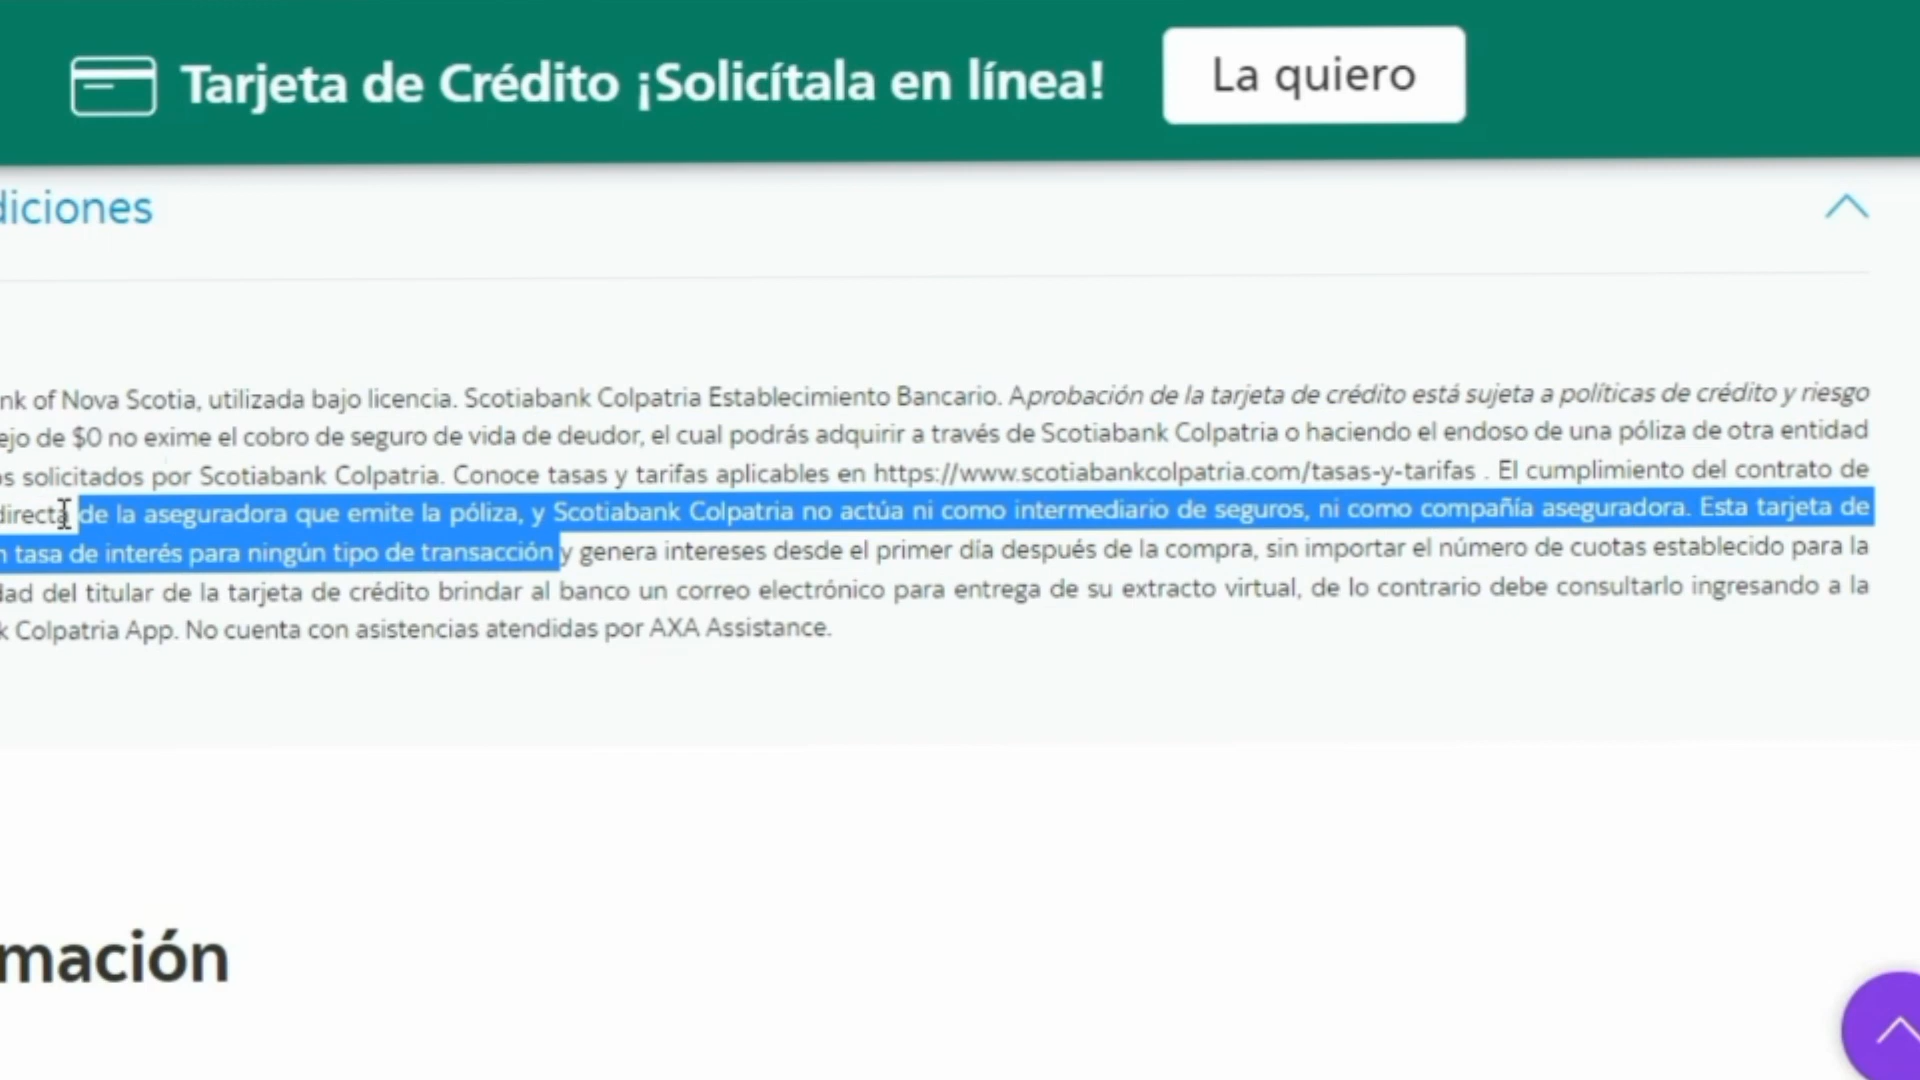 Tarjeta de Crédito ¡Solicítala en línea!
La quiero
diciones
nk of Nova Scotia, utilizada bajo licencia. Scotiabank Colpatria Establecimiento Bancario. Aprobación de la tarjeta de crédito está sujeta a políticas de crédito y riesgo
ejo de $0 no exime el cobro de seguro de vida de deudor, el cual podrás adquirir a través de Scotiabank Colpatria o haciendo el endoso de una póliza de otra entidad
os solicitados por Scotiabank Colpatria. Conoce tasas y tarifas aplicables en https://www.scotiabankcolpatria.com/tasas-y-tarifas . El cumplimiento del contrato de
directa de la aseguradora que emite la póliza, y Scotiabank Colpatria no actúa ni como intermediario de seguros, ni como compañía aseguradora. Esta tarjeta de
n tasa de interés para ningún tipo de transacción y genera intereses desde el primer día después de la compra, sin importar el número de cuotas establecido para la
dad del titular de la tarjeta de crédito brindar al banco un correo electrónico para entrega de su extracto virtual, de lo contrario debe consultarlo ingresando a la
k Colpatria App. No cuenta con asistencias atendidas por AXA Assistance.
mación